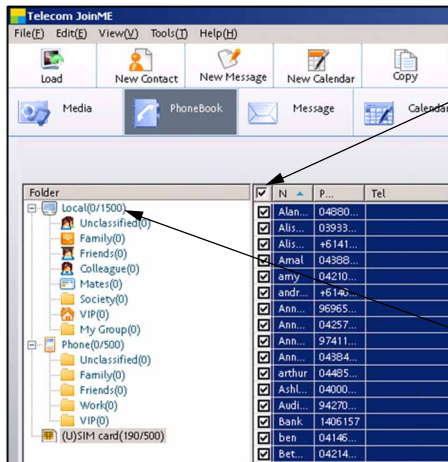 Telecom JoinME
File(F) Edit(E) View(V) Tools(T) Help(H)
Load New Contact New Message New Calendar Copy
Media PhoneBook Message Calendar
Folder
Local(0/1500)
Unclassified(0)
Family(0)
Friends(0)
Colleague(0)
Mates(0)
Society(0)
VIP(0)
My Group(0)
Phone(0/500)
Unclassified(0)
Family(0)
Friends(0)
Work(0)
VIP(0)
(U)SIM card(190/500)
N P... Tel
Alan... 04880...
Alis... 03933...
Alis... +6141...
Amal 04388...
amy 04210...
andr... +6140...
Ann... 96965...
Ann... 04257...
Ann... 97411...
Ann... 04384...
arthur 04485...
Ashl... 04000...
Audi... 94270...
Bank 1406157
ben 04146...
Bet... 04214...